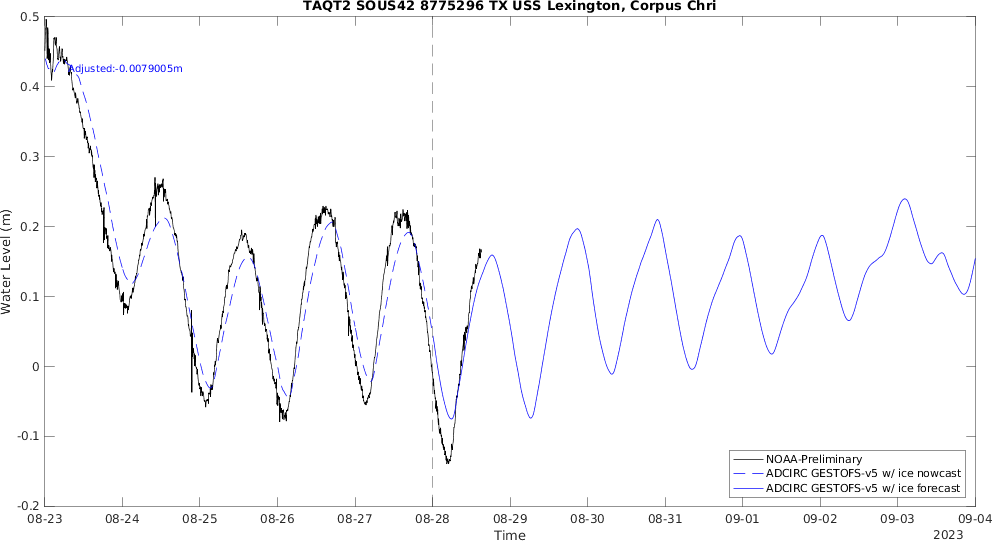 TAQT2 SOUS42 8775296 TX USS Lexington, Corpus Chri
Adjusted:-0.0079005m
Water Level (m)
0.5
0.4
0.3
0.2
0.1
0
-0.1
-0.2
NOAA-Preliminary
ADCIRC GESTOFS-v5 w/ ice nowcast
ADCIRC GESTOFS-v5 w/ ice forecast
08-23 08-24 08-25 08-26 08-27 08-28 08-29 08-30 08-31 09-01 09-02 09-03 09-04
Time
2023